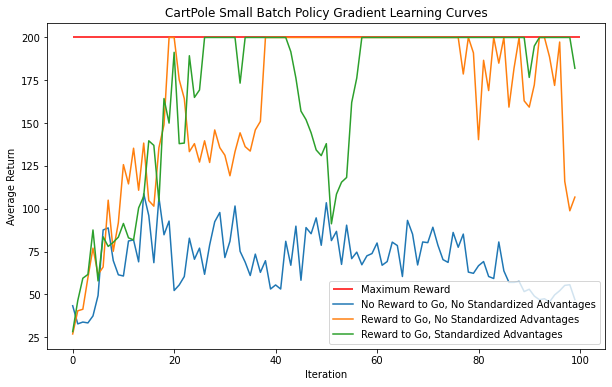 CartPole Small Batch Policy Gradient Learning Curves
Average Return
200
175
150
125
100
75
50
25
Maximum Reward
No Reward to Go, No Standardized Advantages
Reward to Go, No Standardized Advantages
Reward to Go, Standardized Advantages
0
20
40
60
80
100
Iteration